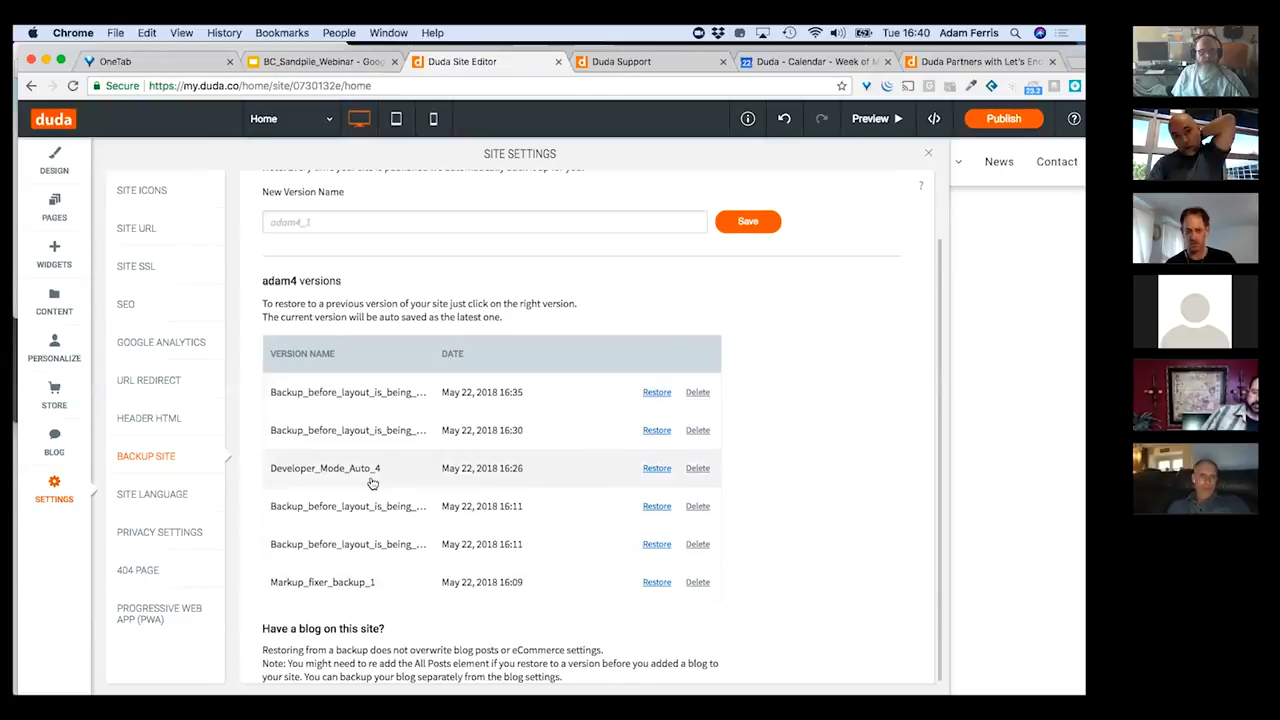 Chrome File Edit View History Bookmarks People Window Help Tue 16:40 Adam Ferris
OneTab BC_Sandpile_Webinar - Goog Duda Site Editor Duda Support Duda - Calendar - Week of M Duda Partners with Let's Enc
Secure https://my.duda.co/home/site/0730132e/home
23.2
duda Home Preview Publish
SITE SETTINGS
News Contact
DESIGN
PAGES
WIDGETS
CONTENT
PERSONALIZE
STORE
BLOG
SETTINGS
SITE ICONS
SITE URL
SITE SSL
SEO
GOOGLE ANALYTICS
URL REDIRECT
HEADER HTML
BACKUP SITE
SITE LANGUAGE
PRIVACY SETTINGS
404 PAGE
PROGRESSIVE WEB
APP (PWA)
New Version Name
adam4_1 Save
adam4 versions
To restore to a previous version of your site just click on the right version.
The current version will be auto saved as the latest one.
VERSION NAME DATE
Backup_before_layout_is_being_... May 22, 2018 16:35 Restore Delete
Backup_before_layout_is_being_... May 22, 2018 16:30 Restore Delete
Developer_Mode_Auto_4 May 22, 2018 16:26 Restore Delete
Backup_before_layout_is_being_... May 22, 2018 16:11 Restore Delete
Backup_before_layout_is_being_... May 22, 2018 16:11 Restore Delete
Markup_fixer_backup_1 May 22, 2018 16:09 Restore Delete
Have a blog on this site?
Restoring from a backup does not overwrite blog posts or eCommerce settings.
Note: You might need to re add the All Posts element if you restore to a version before you added a blog to
your site. You can backup your blog separately from the blog settings.